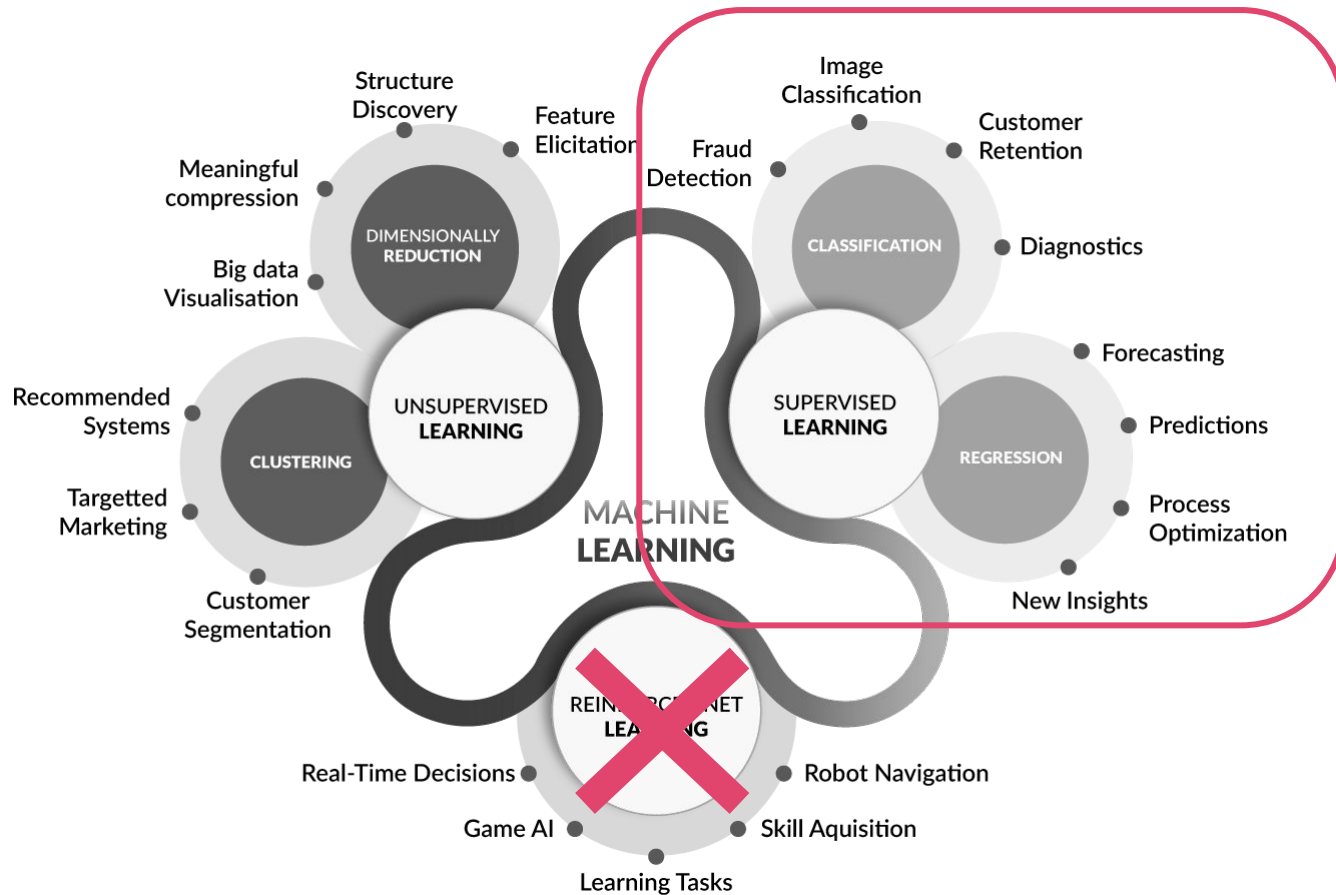 Structure
Discovery
Feature
Elicitation
Meaningful
compression
Big data
Visualisation
DIMENSIONALLY
REDUCTION
Recommended
Systems
Targetted
Marketing
Customer
Segmentation
CLUSTERING
UNSUPERVISED
LEARNING
Image
Classification
Customer
Retention
Fraud
Detection
Diagnostics
CLASSIFICATION
SUPERVISED
LEARNING
Forecasting
Predictions
Process
Optimization
New Insights
REGRESSION
MACHINE
LEARNING
LEARNING
Real-Time Decisions
Game AI
Learning Tasks
Skill Aquisition
Robot Navigation